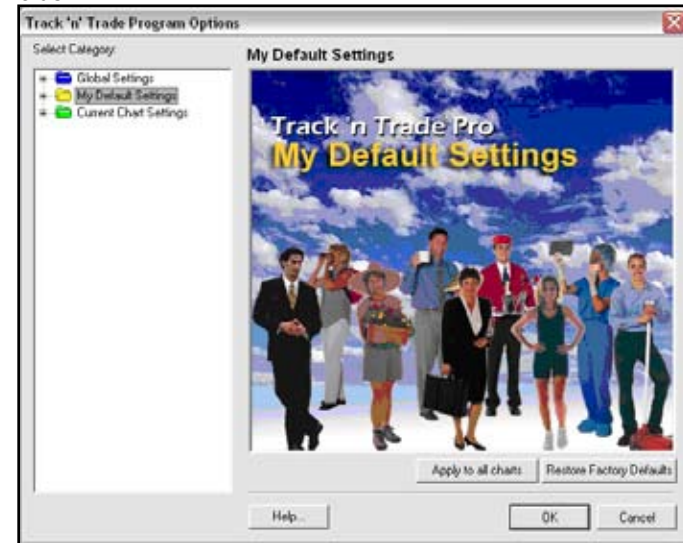 Track 'n' Trade Program Options
Select Category:
My Default Settings
Global Settings
My Default Settings
Current Chart Settings
Track 'n Trade Pro
My Default Settings
Apply to all charts
Restore Factory Defaults
Help...
OK
Cancel